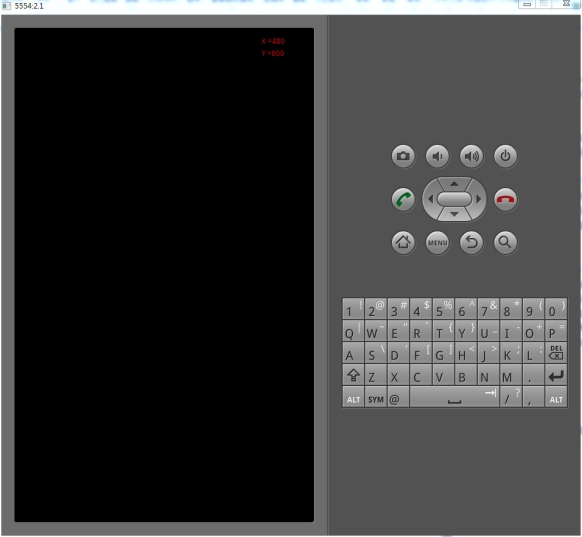 5554:2.1
X =480.
Y =800
MENU
1 ! 2 @ 3 # 4 $ 5 % 6 ^ 7 & 8 * 9 ( 0 )
Q | W ~ E " R ` T { Y } U _ I - O + P =
A S \ D ' F [ G ] H < J > K ; L : DEL
Z X C V B N M .
ALT SYM @ / ? , ALT